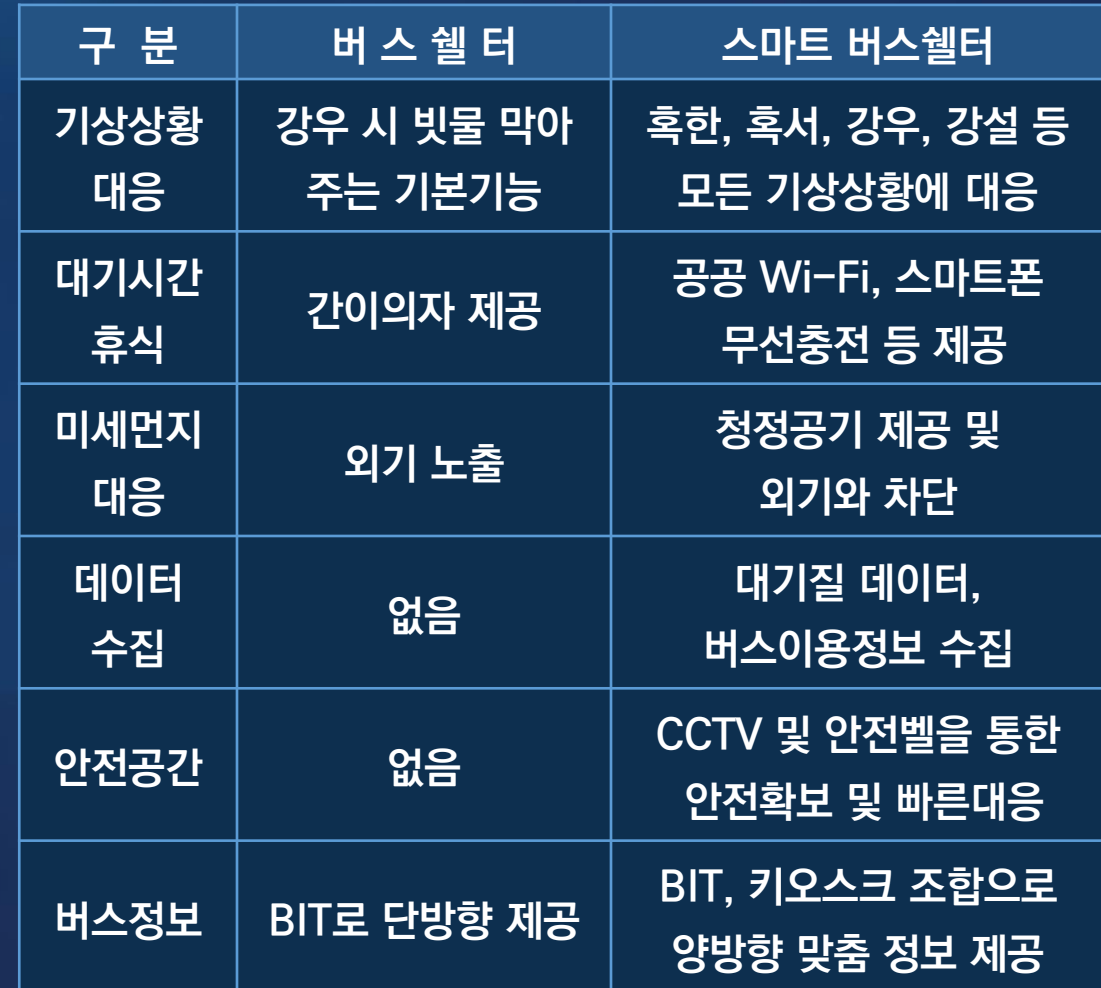 구 분
버 스 쉘 터
스마트 버스쉘터
기상상황
대응
강우 시 빗물 막아
주는 기본기능
혹한, 혹서, 강우, 강설 등
모든 기상상황에 대응
대기시간
휴식
간이의자 제공
공공 Wi-Fi, 스마트폰
무선충전 등 제공
미세먼지
대응
외기 노출
청정공기 제공 및
외기와 차단
데이터
수집
없음
대기질 데이터,
버스이용정보 수집
안전공간
없음
CCTV 및 안전벨을 통한
안전확보 및 빠른대응
버스정보
BIT로 단방향 제공
BIT, 키오스크 조합으로
양방향 맞춤 정보 제공